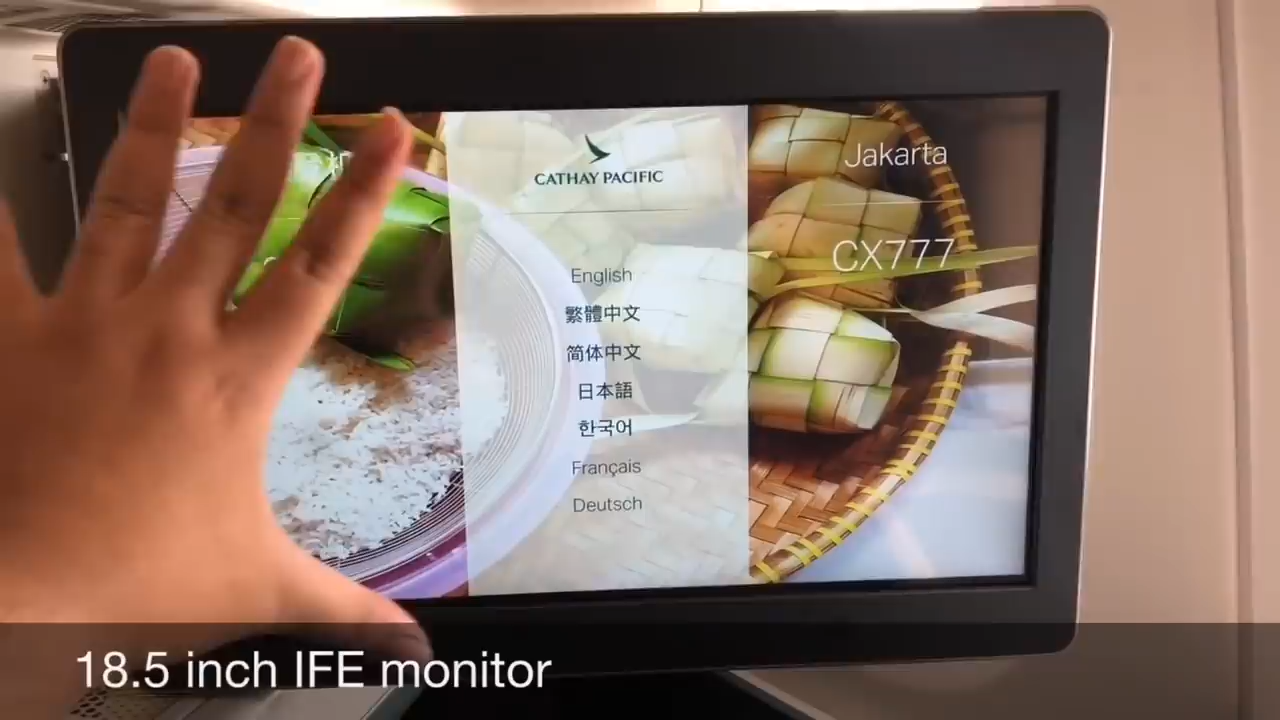 CATHAY PACIFIC
English
繁體中文
简体中文
日本語
한국어
Français
Deutsch
Jakarta
CX777
18.5 inch IFE monitor